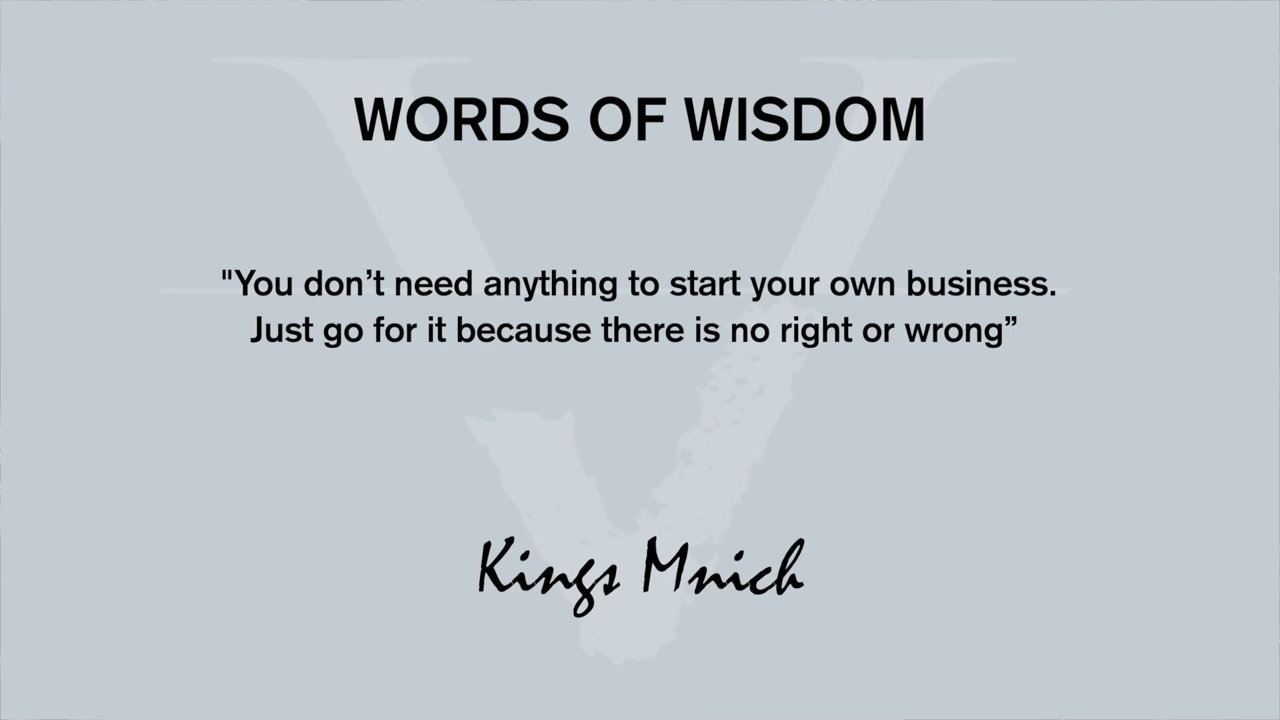 WORDS OF WISDOM
"You don’t need anything to start your own business.
Just go for it because there is no right or wrong”
Kings Mnich